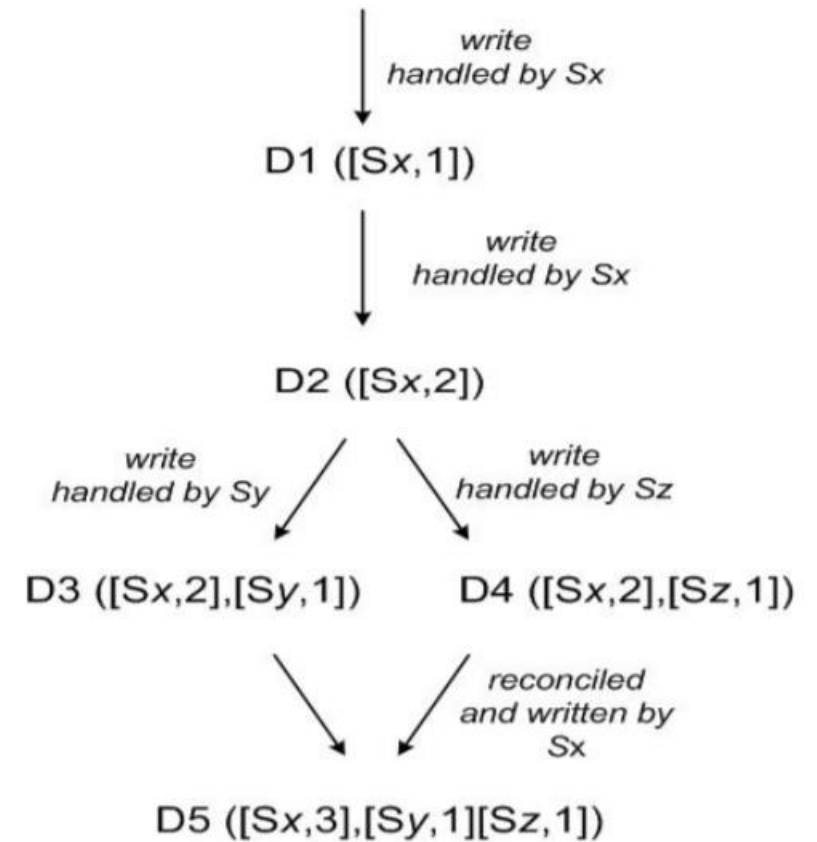 write
handled by Sx
D1 ([Sx,1])
write
handled by Sx
D2 ([Sx,2])
write
handled by Sy
write
handled by Sz
D3 ([Sx,2],[Sy,1])
D4 ([Sx,2],[Sz,1])
reconciled
and written by
Sx
D5 ([Sx,3],[Sy,1][Sz,1])